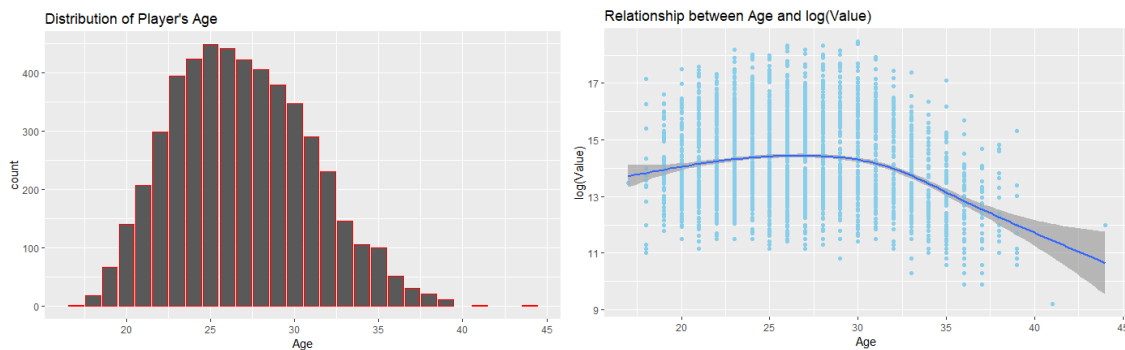 Distribution of Player's Age
400
300
200
100
0
count
20 25 30 35 40 45
Age
Relationship between Age and log(Value)
17
15
13
11
9
log(Value)
20 25 30 35 40 45
Age